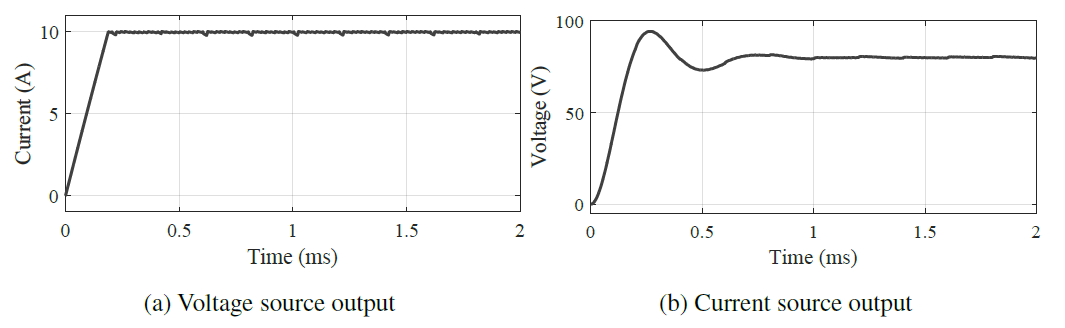 10
5
0
Current (A)
0
0.5
1
1.5
2
Time (ms)
(a) Voltage source output
100
50
0
Voltage (V)
0
0.5
1
1.5
2
Time (ms)
(b) Current source output